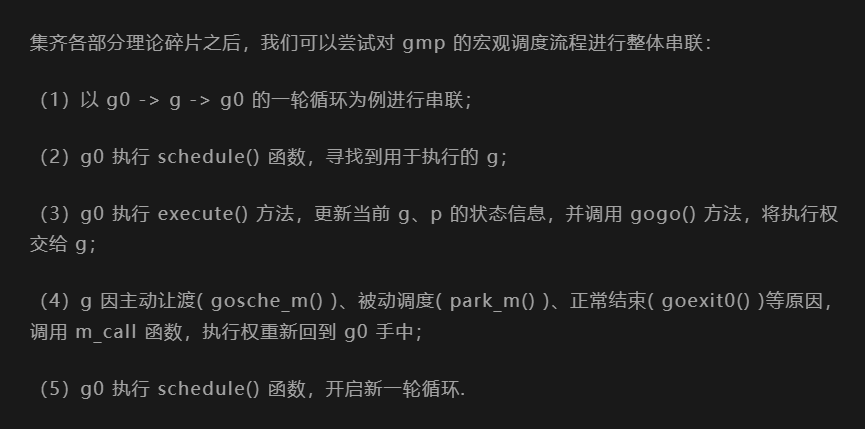 集齐各部分理论碎片之后，我们可以尝试对 gmp 的宏观调度流程进行整体串联：
（1）以 g0 -> g -> g0 的一轮循环为例进行串联；
（2）g0 执行 schedule() 函数，寻找到用于执行的 g；
（3）g0 执行 execute() 方法，更新当前 g、p 的状态信息，并调用 gogo() 方法，将执行权
交给 g；
（4）g 因主动让渡( gosche_m() )、被动调度( park_m() )、正常结束( goexit0() )等原因，
调用 m_call 函数，执行权重新回到 g0 手中；
（5）g0 执行 schedule() 函数，开启新一轮循环.